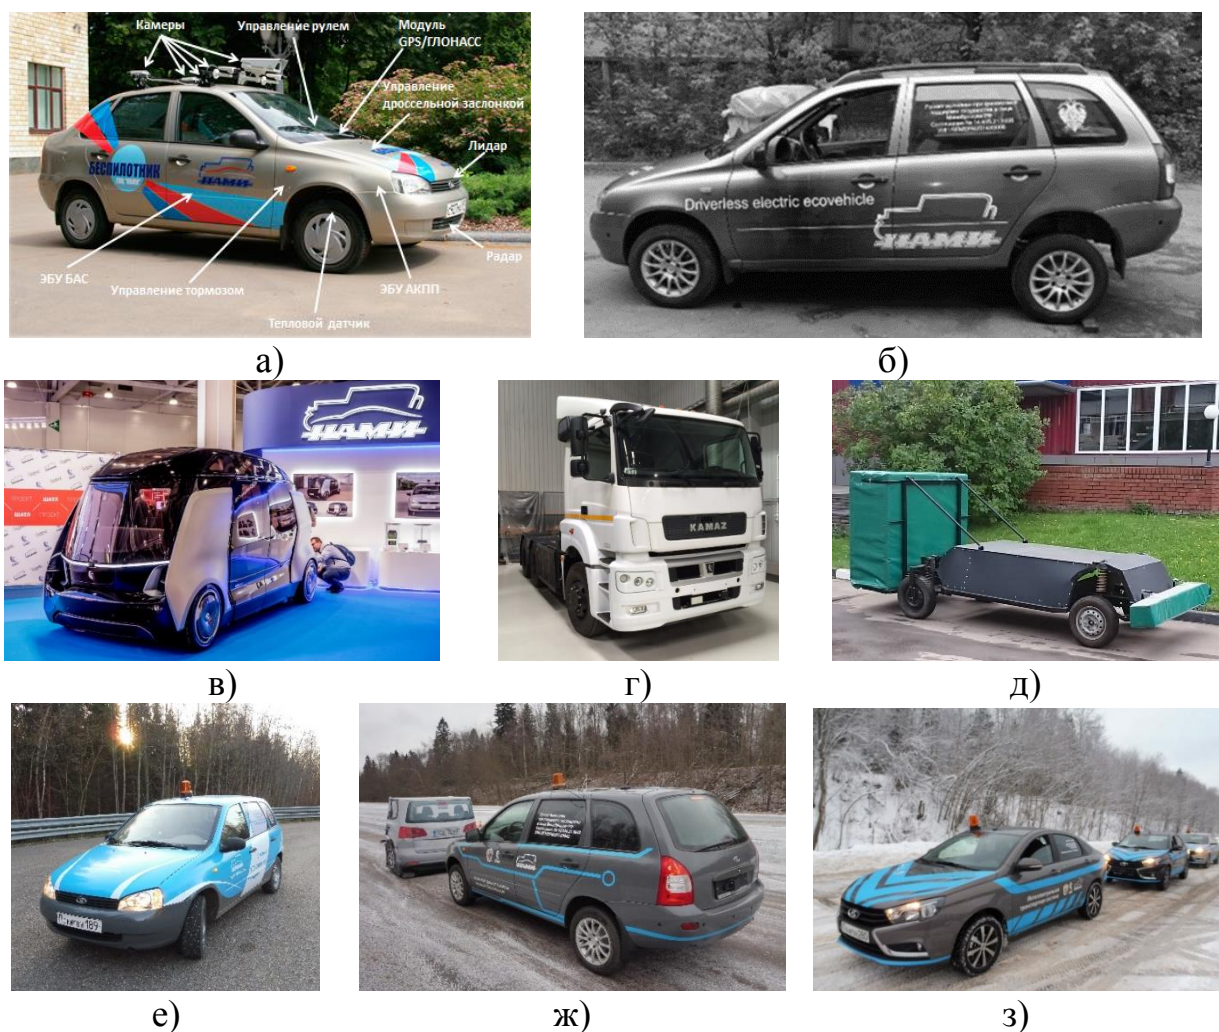 Камеры
Управление рулем
Модуль
GPS/ГЛОНАСС
Управление
дроссельной заслонкой
Лидар
БЕСПИЛОТНИК
НАМИ
ЭБУ БАС
Управление тормозом
Тепловой датчик
ЭБУ АКПП
Радар
а)
Driverless electric ecovehicle
НАМИ
б)
НАМИ
в)
KAMAZ
г)
д)
е)
ж)
з)